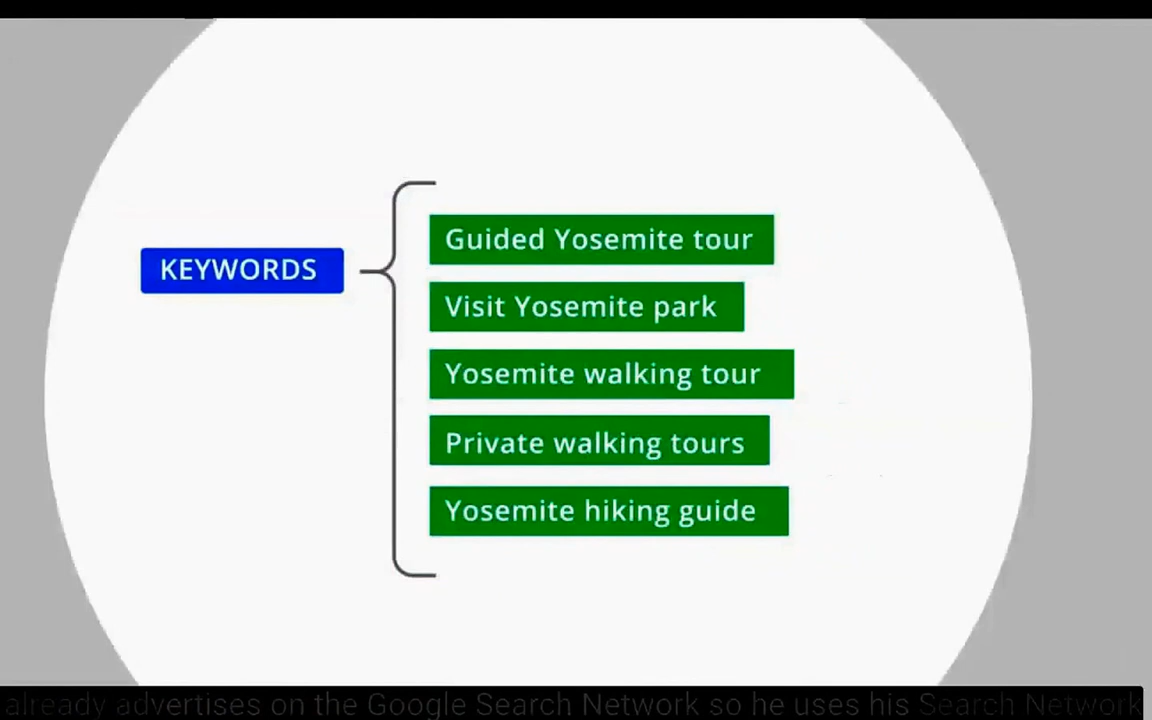 KEYWORDS
Guided Yosemite tour
Visit Yosemite park
Yosemite walking tour
Private walking tours
Yosemite hiking guide
already advertises on the Google Search Network so he uses his Search Network